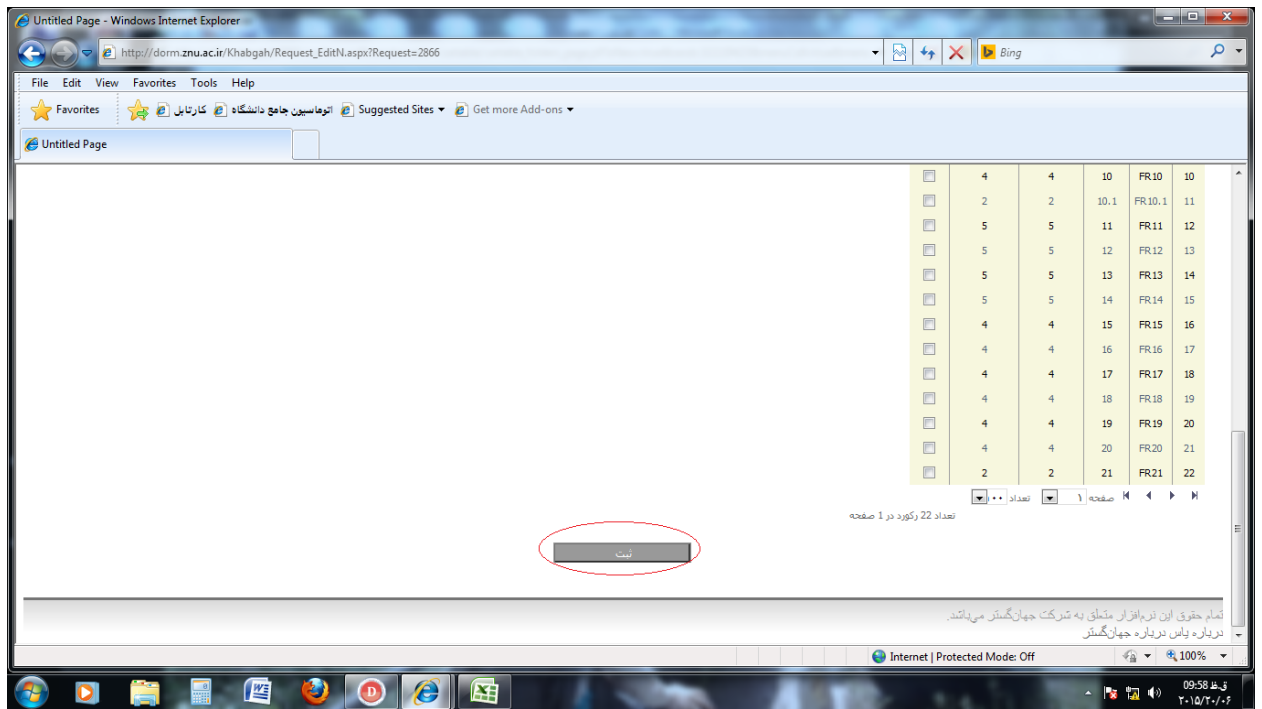 Untitled Page - Windows Internet Explorer
http://dorm.znu.ac.ir/Khabgah/Request_EditN.aspx?Request=2866
Bing
File Edit View Favorites Tools Help
Favorites اتوماسیون جامع دانشگاه کارتابل Suggested Sites Get more Add-ons
Untitled Page
4 4 10 FR10 10
2 2 10.1 FR10.1 11
5 5 11 FR11 12
5 5 12 FR12 13
5 5 13 FR13 14
5 5 14 FR14 15
4 4 15 FR15 16
4 4 16 FR16 17
4 4 17 FR17 18
4 4 18 FR18 19
4 4 19 FR19 20
4 4 20 FR20 21
2 2 21 FR21 22
صفحه ۱ تعداد
تعداد 22 رکورد در 1 صفحه
ثبت
تمام حقوق این نرم‌افزار متعلق به شرکت جهان‌گستر می‌باشد.
درباره پاس درباره جهان‌گستر
Internet | Protected Mode: Off
100%
09:58 ق.ظ
۲۰۱۵/۲۰/۰۶